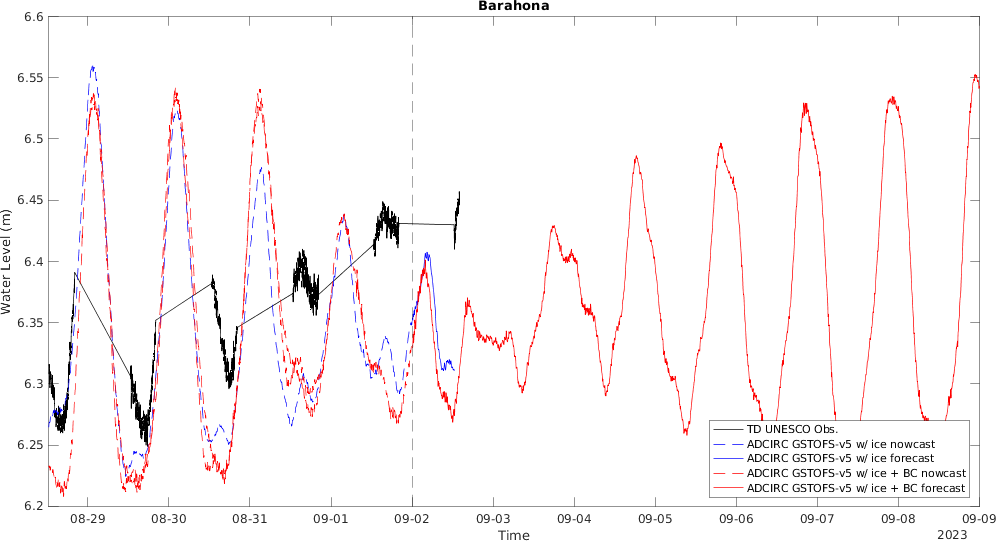 Barahona
6.6
6.55
6.5
6.45
6.4
6.35
6.3
6.25
6.2
Water Level (m)
TD UNESCO Obs.
ADCIRC GSTOFS-v5 w/ ice nowcast
ADCIRC GSTOFS-v5 w/ ice forecast
ADCIRC GSTOFS-v5 w/ ice + BC nowcast
ADCIRC GSTOFS-v5 w/ ice + BC forecast
08-29 08-30 08-31 09-01 09-02 09-03 09-04 09-05 09-06 09-07 09-08 09-09
Time
2023